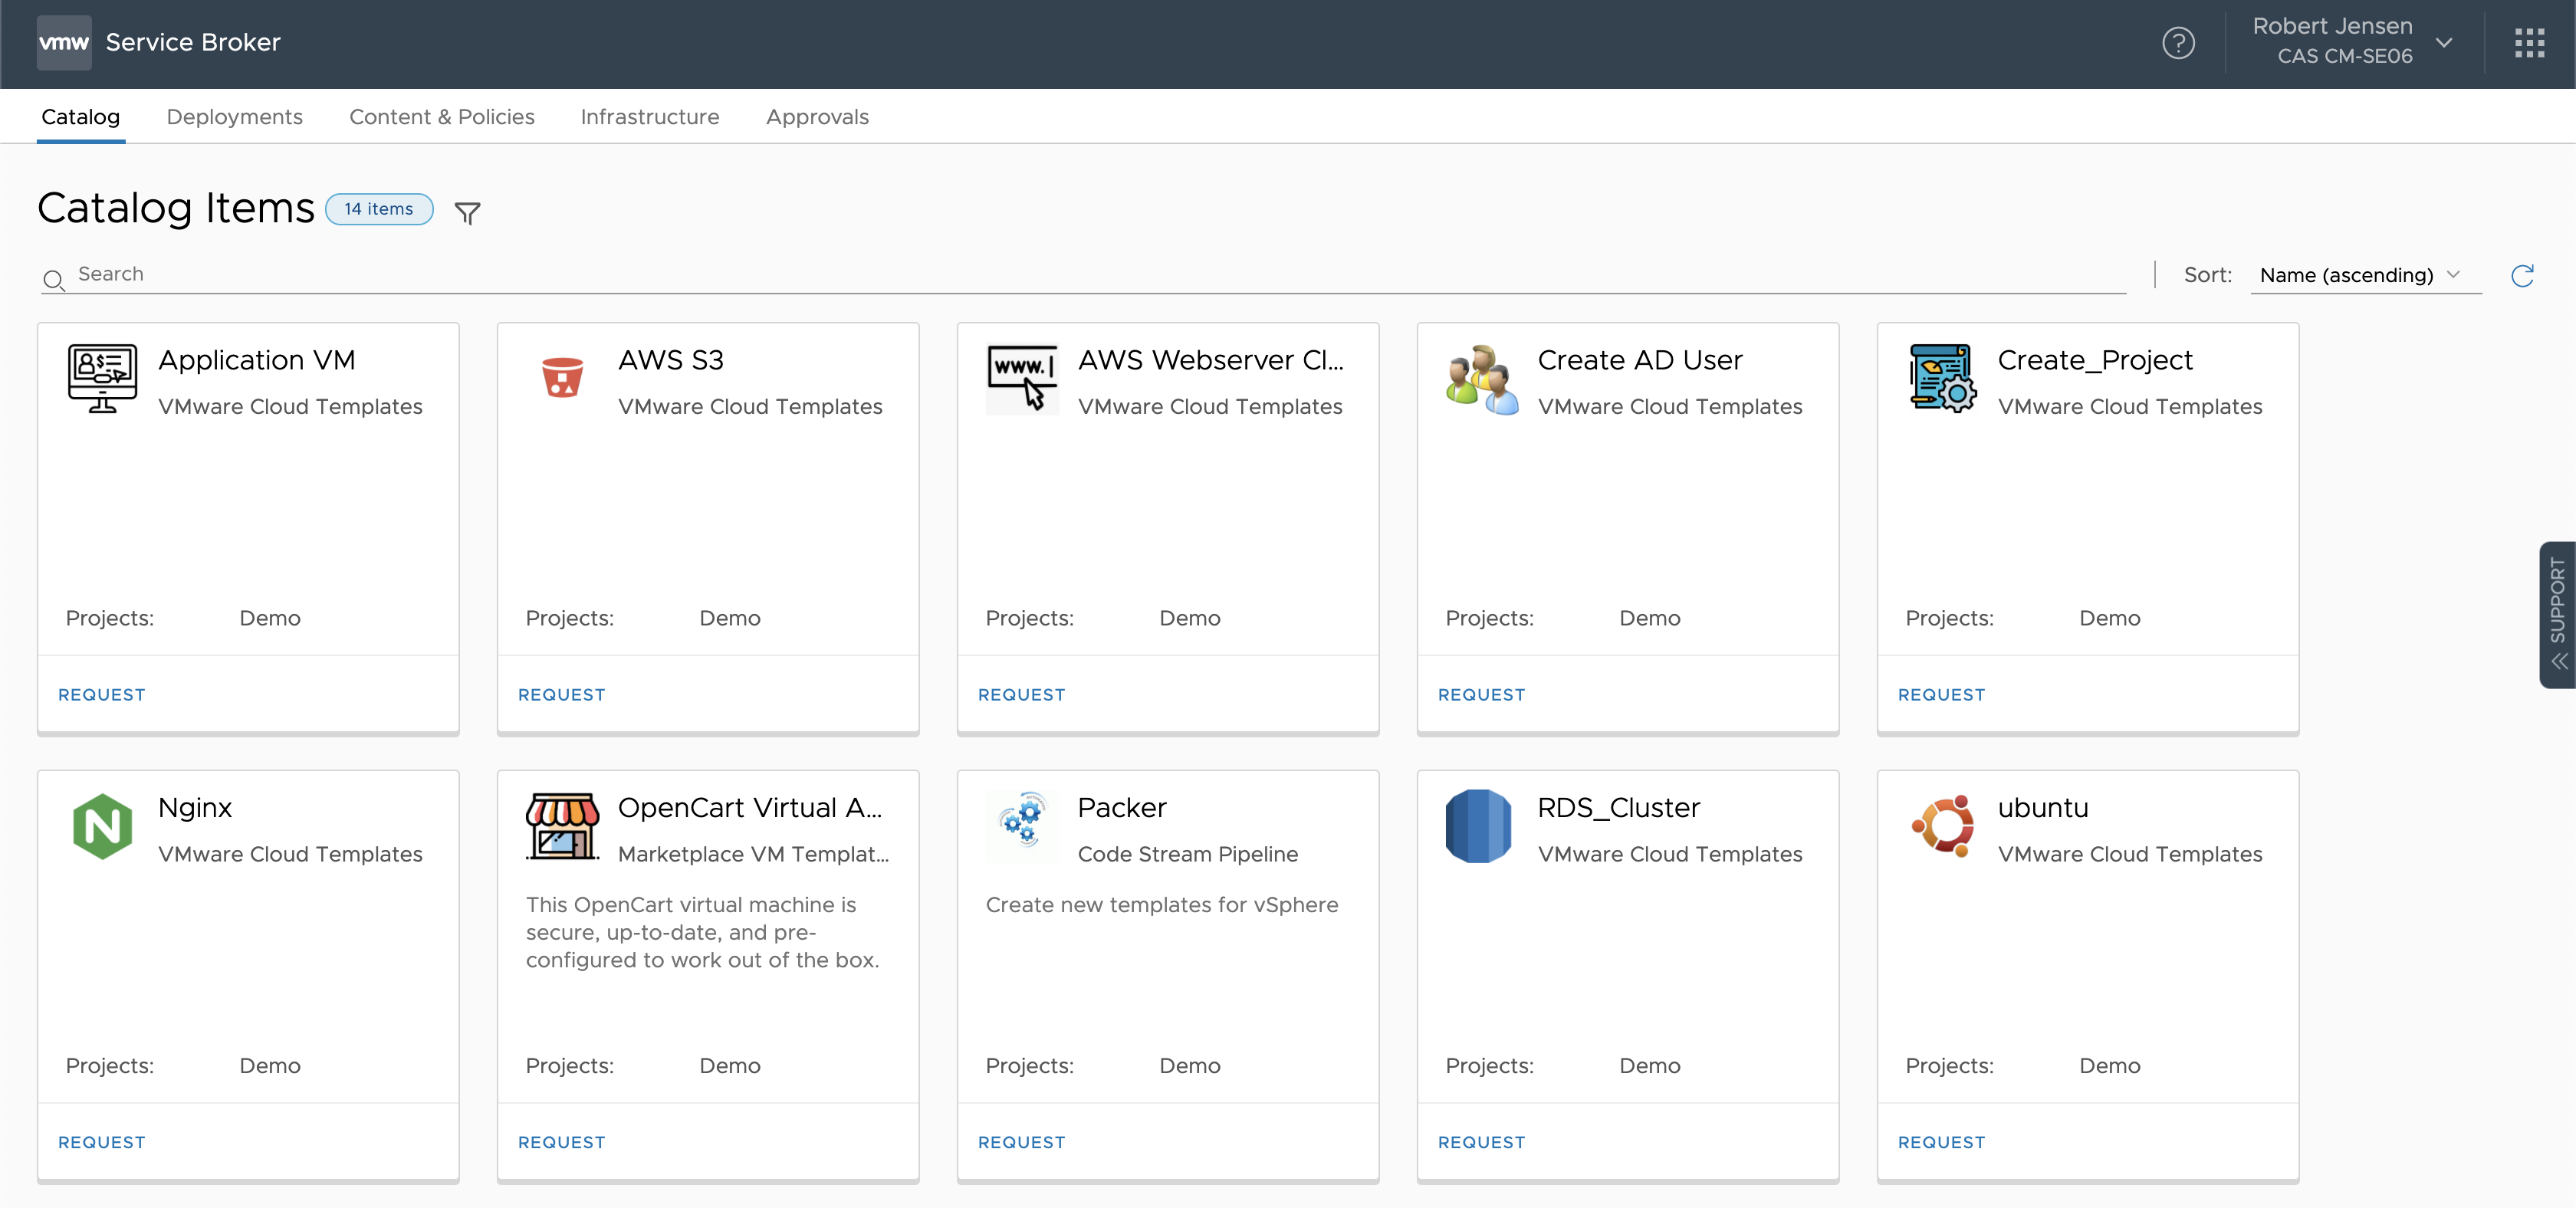 vmw Service Broker
Robert Jensen
CAS CM-SE06
Catalog Deployments Content & Policies Infrastructure Approvals
Catalog Items 14 items
Search
Sort: Name (ascending)
Application VM
VMware Cloud Templates
Projects: Demo
REQUEST
AWS S3
VMware Cloud Templates
Projects: Demo
REQUEST
www.
AWS Webserver Cl...
VMware Cloud Templates
Projects: Demo
REQUEST
Create AD User
VMware Cloud Templates
Projects: Demo
REQUEST
Create_Project
VMware Cloud Templates
Projects: Demo
REQUEST
SUPPORT
N
Nginx
VMware Cloud Templates
Projects: Demo
REQUEST
OpenCart Virtual A...
Marketplace VM Templat...
This OpenCart virtual machine is
secure, up-to-date, and pre-
configured to work out of the box.
Projects: Demo
REQUEST
Packer
Code Stream Pipeline
Create new templates for vSphere
Projects: Demo
REQUEST
RDS_Cluster
VMware Cloud Templates
Projects: Demo
REQUEST
ubuntu
VMware Cloud Templates
Projects: Demo
REQUEST